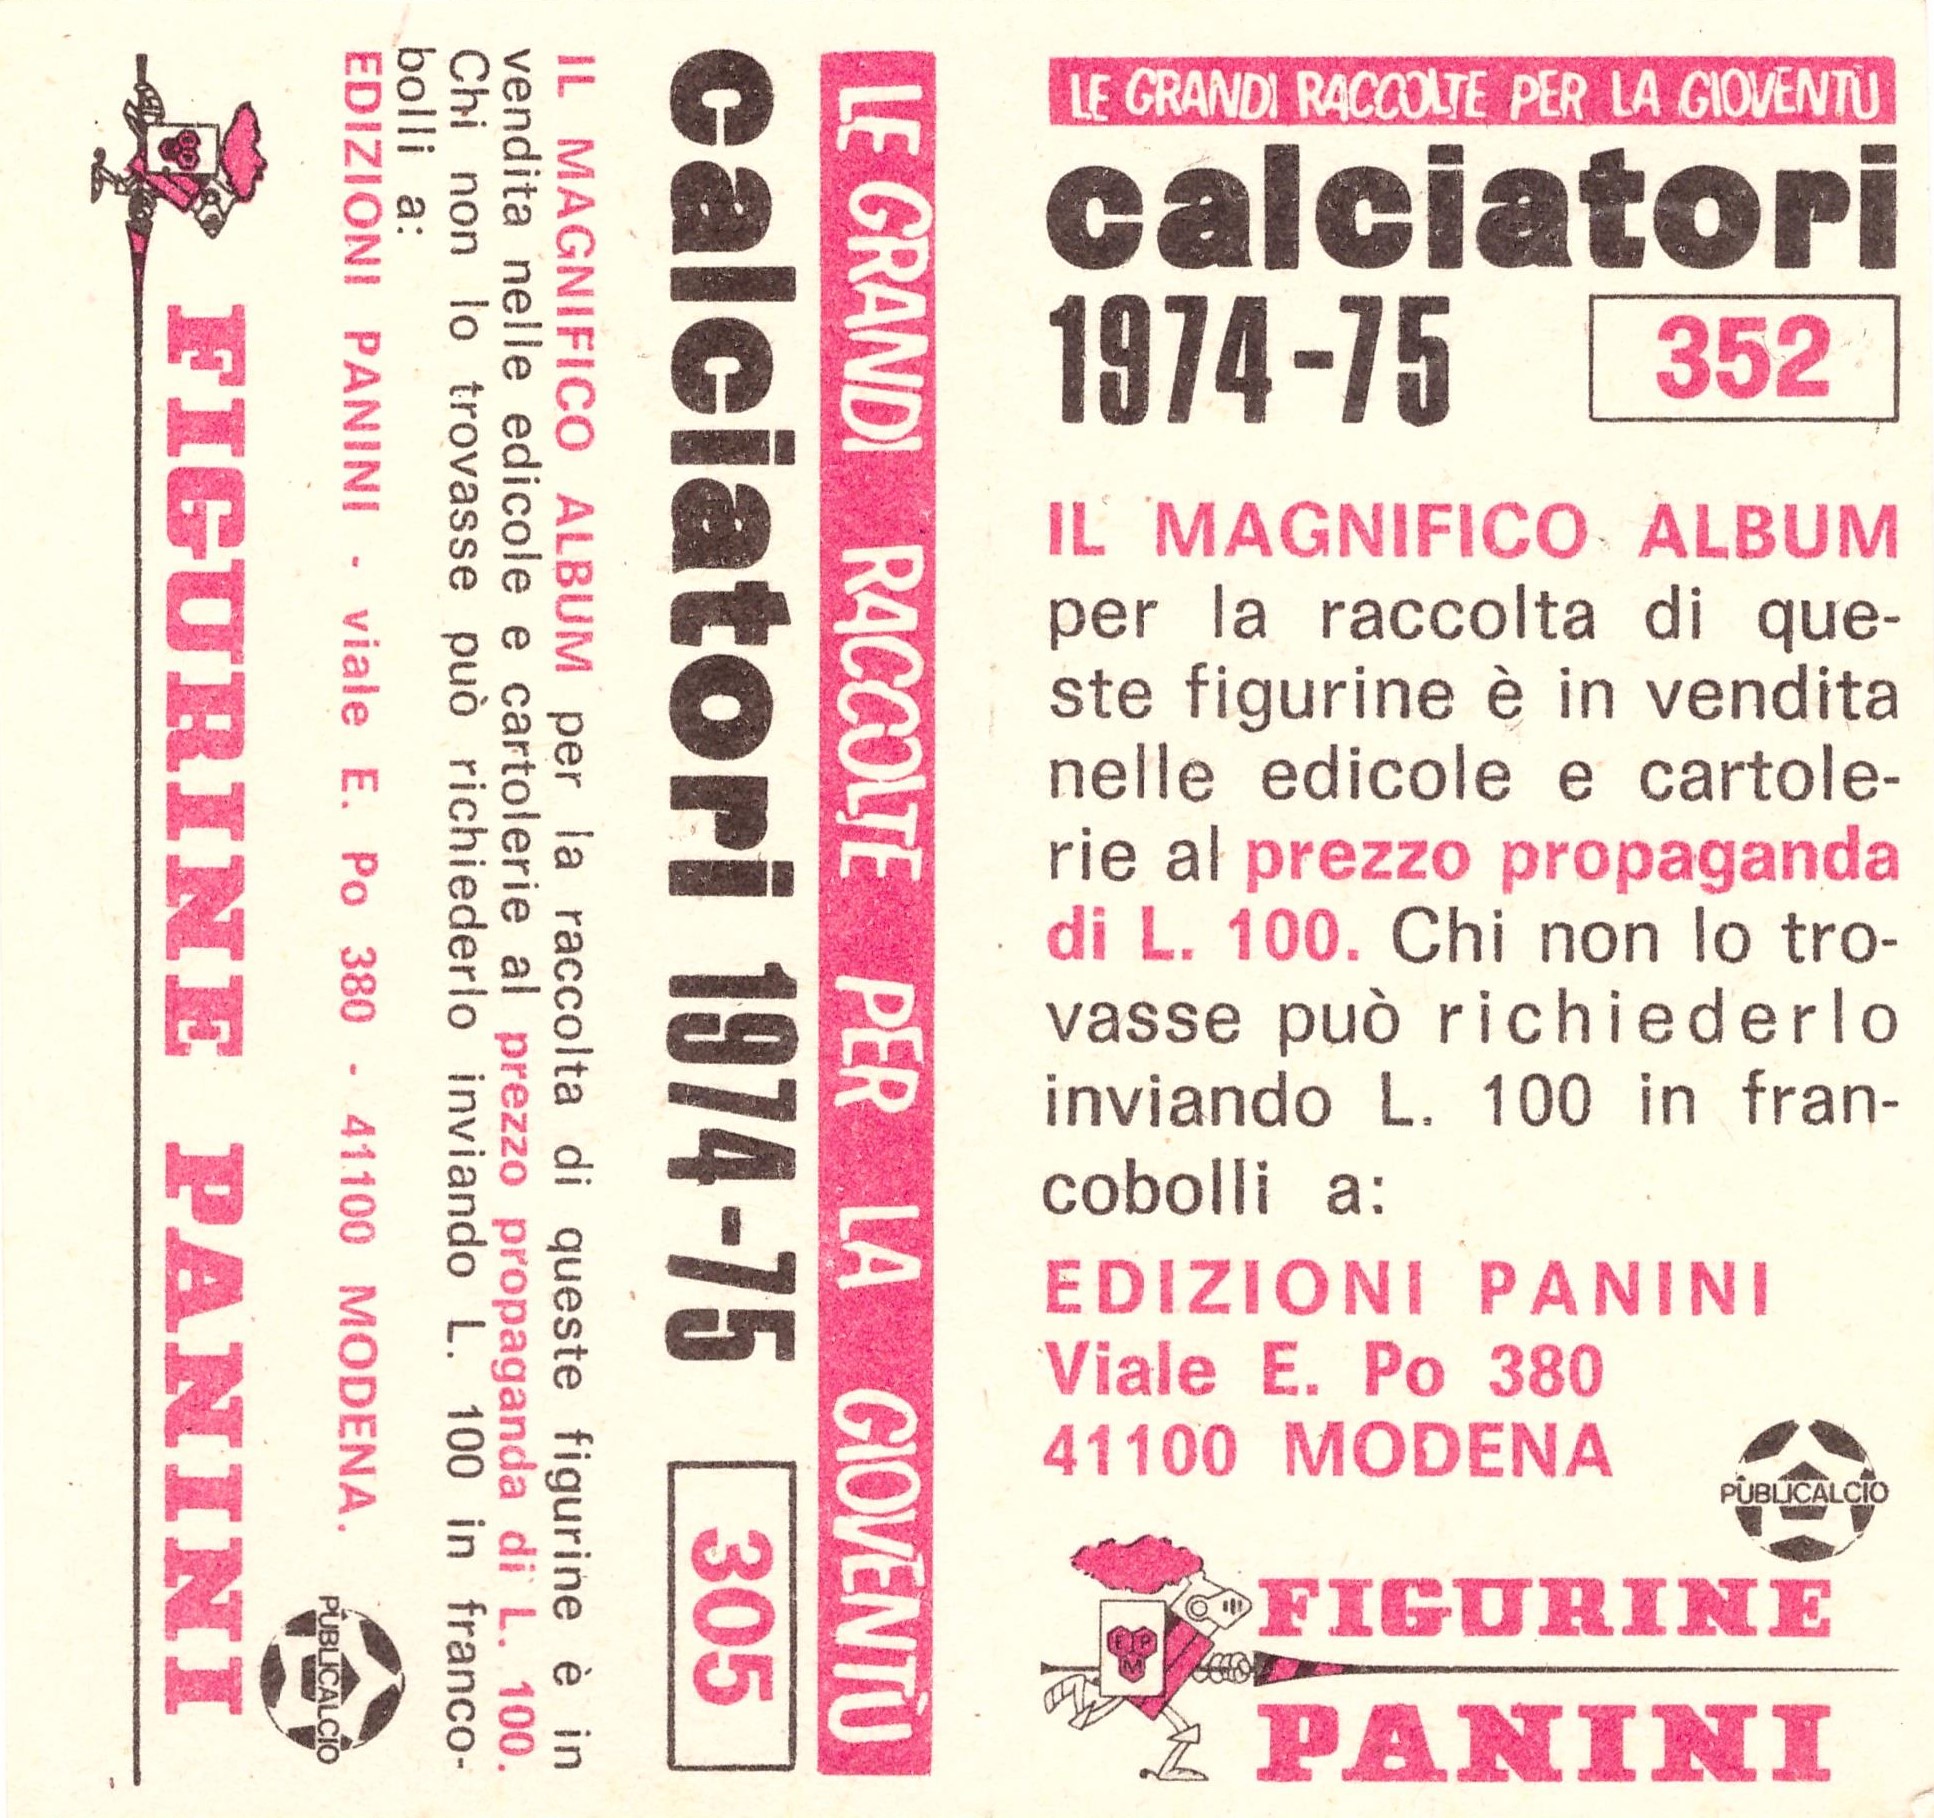 LE GRANDI RACCOLTE PER LA GIOVENTÙ
calciatori 1974-75 305
IL MAGNIFICO ALBUM per la raccolta di queste figurine è in
vendita nelle edicole e cartolerie al prezzo propaganda di L. 100.
Chi non lo trovasse può richiederlo inviando L. 100 in franco-
bolli a:
EDIZIONI PANINI - viale E. Po 380 - 41100 MODENA.
PUBLICALCIO
FIGURINE PANINI
LE GRANDI RACCOLTE PER LA GIOVENTÙ
calciatori
1974-75 352
IL MAGNIFICO ALBUM
per la raccolta di que-
ste figurine è in vendita
nelle edicole e cartole-
rie al prezzo propaganda
di L. 100. Chi non lo tro-
vasse può richiederlo
inviando L. 100 in fran-
cobolli a:
EDIZIONI PANINI
Viale E. Po 380
41100 MODENA
PUBLICALCIO
EPM
FIGURINE
PANINI